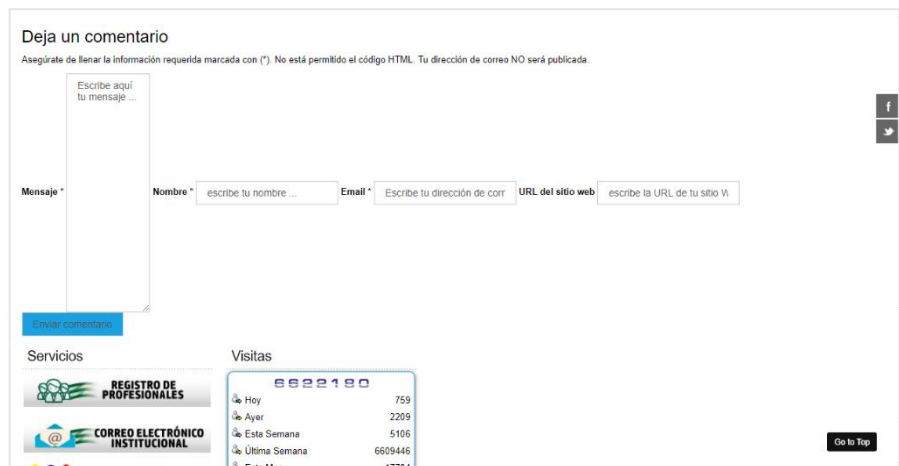 Deja un comentario
Asegúrate de llenar la información requerida marcada con (*). No está permitido el código HTML. Tu dirección de correo NO será publicada.
Escribe aquí
tu mensaje ...
f
Mensaje * Nombre * escribe tu nombre ... Email * Escribe tu dirección de corr URL del sitio web escribe la URL de tu sitio W
Enviar comentario
Servicios Visitas
6622190
REGISTRO DE
PROFESIONALES
Hoy 759
Ayer 2209
CORREO ELECTRÓNICO
INSTITUCIONAL
Esta Semana 5106
Última Semana 6609446
Go to Top